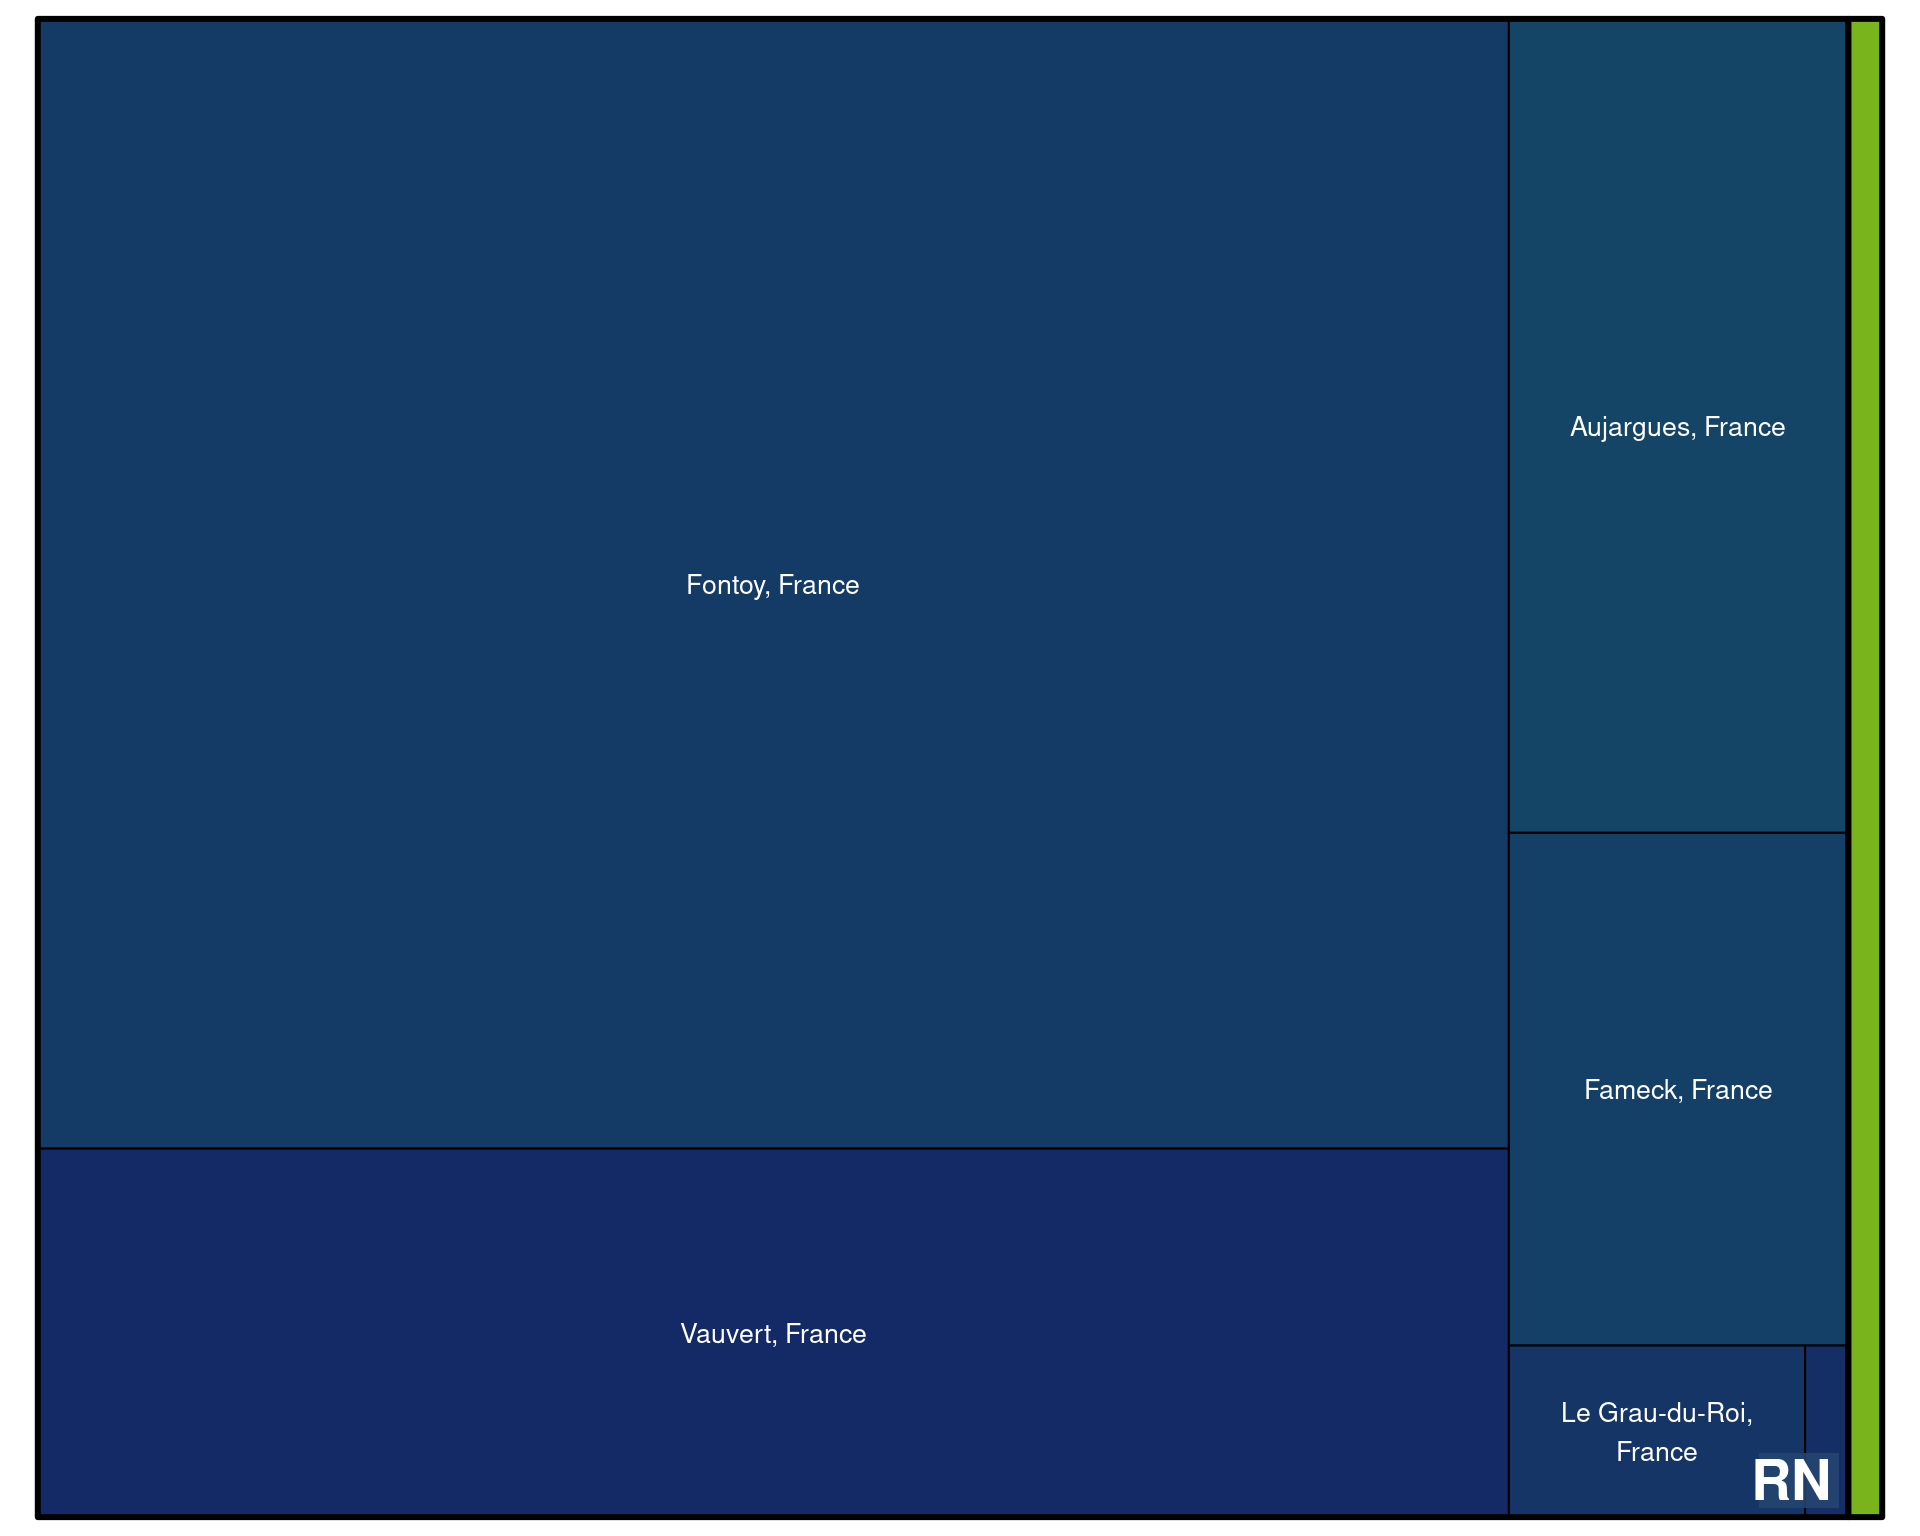 Fontoy, France
Aujargues, France
Fameck, France
Vauvert, France
Le Grau-du-Roi,
France
RN